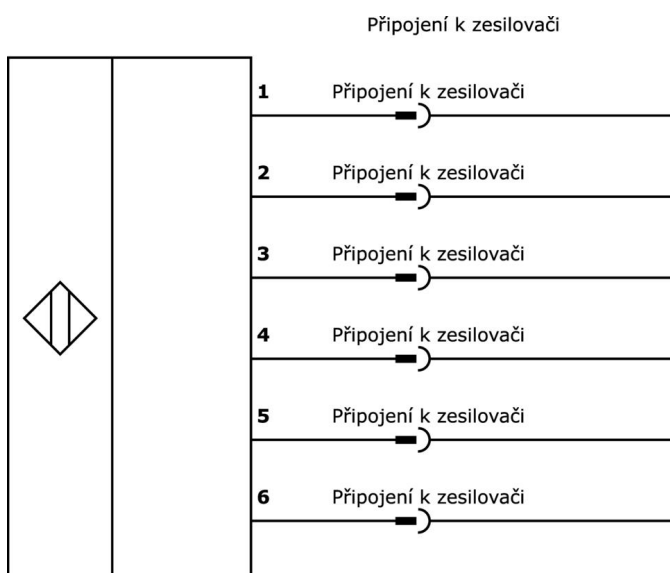 Připojení k zesilovači
1 Připojení k zesilovači
2 Připojení k zesilovači
3 Připojení k zesilovači
4 Připojení k zesilovači
5 Připojení k zesilovači
6 Připojení k zesilovači